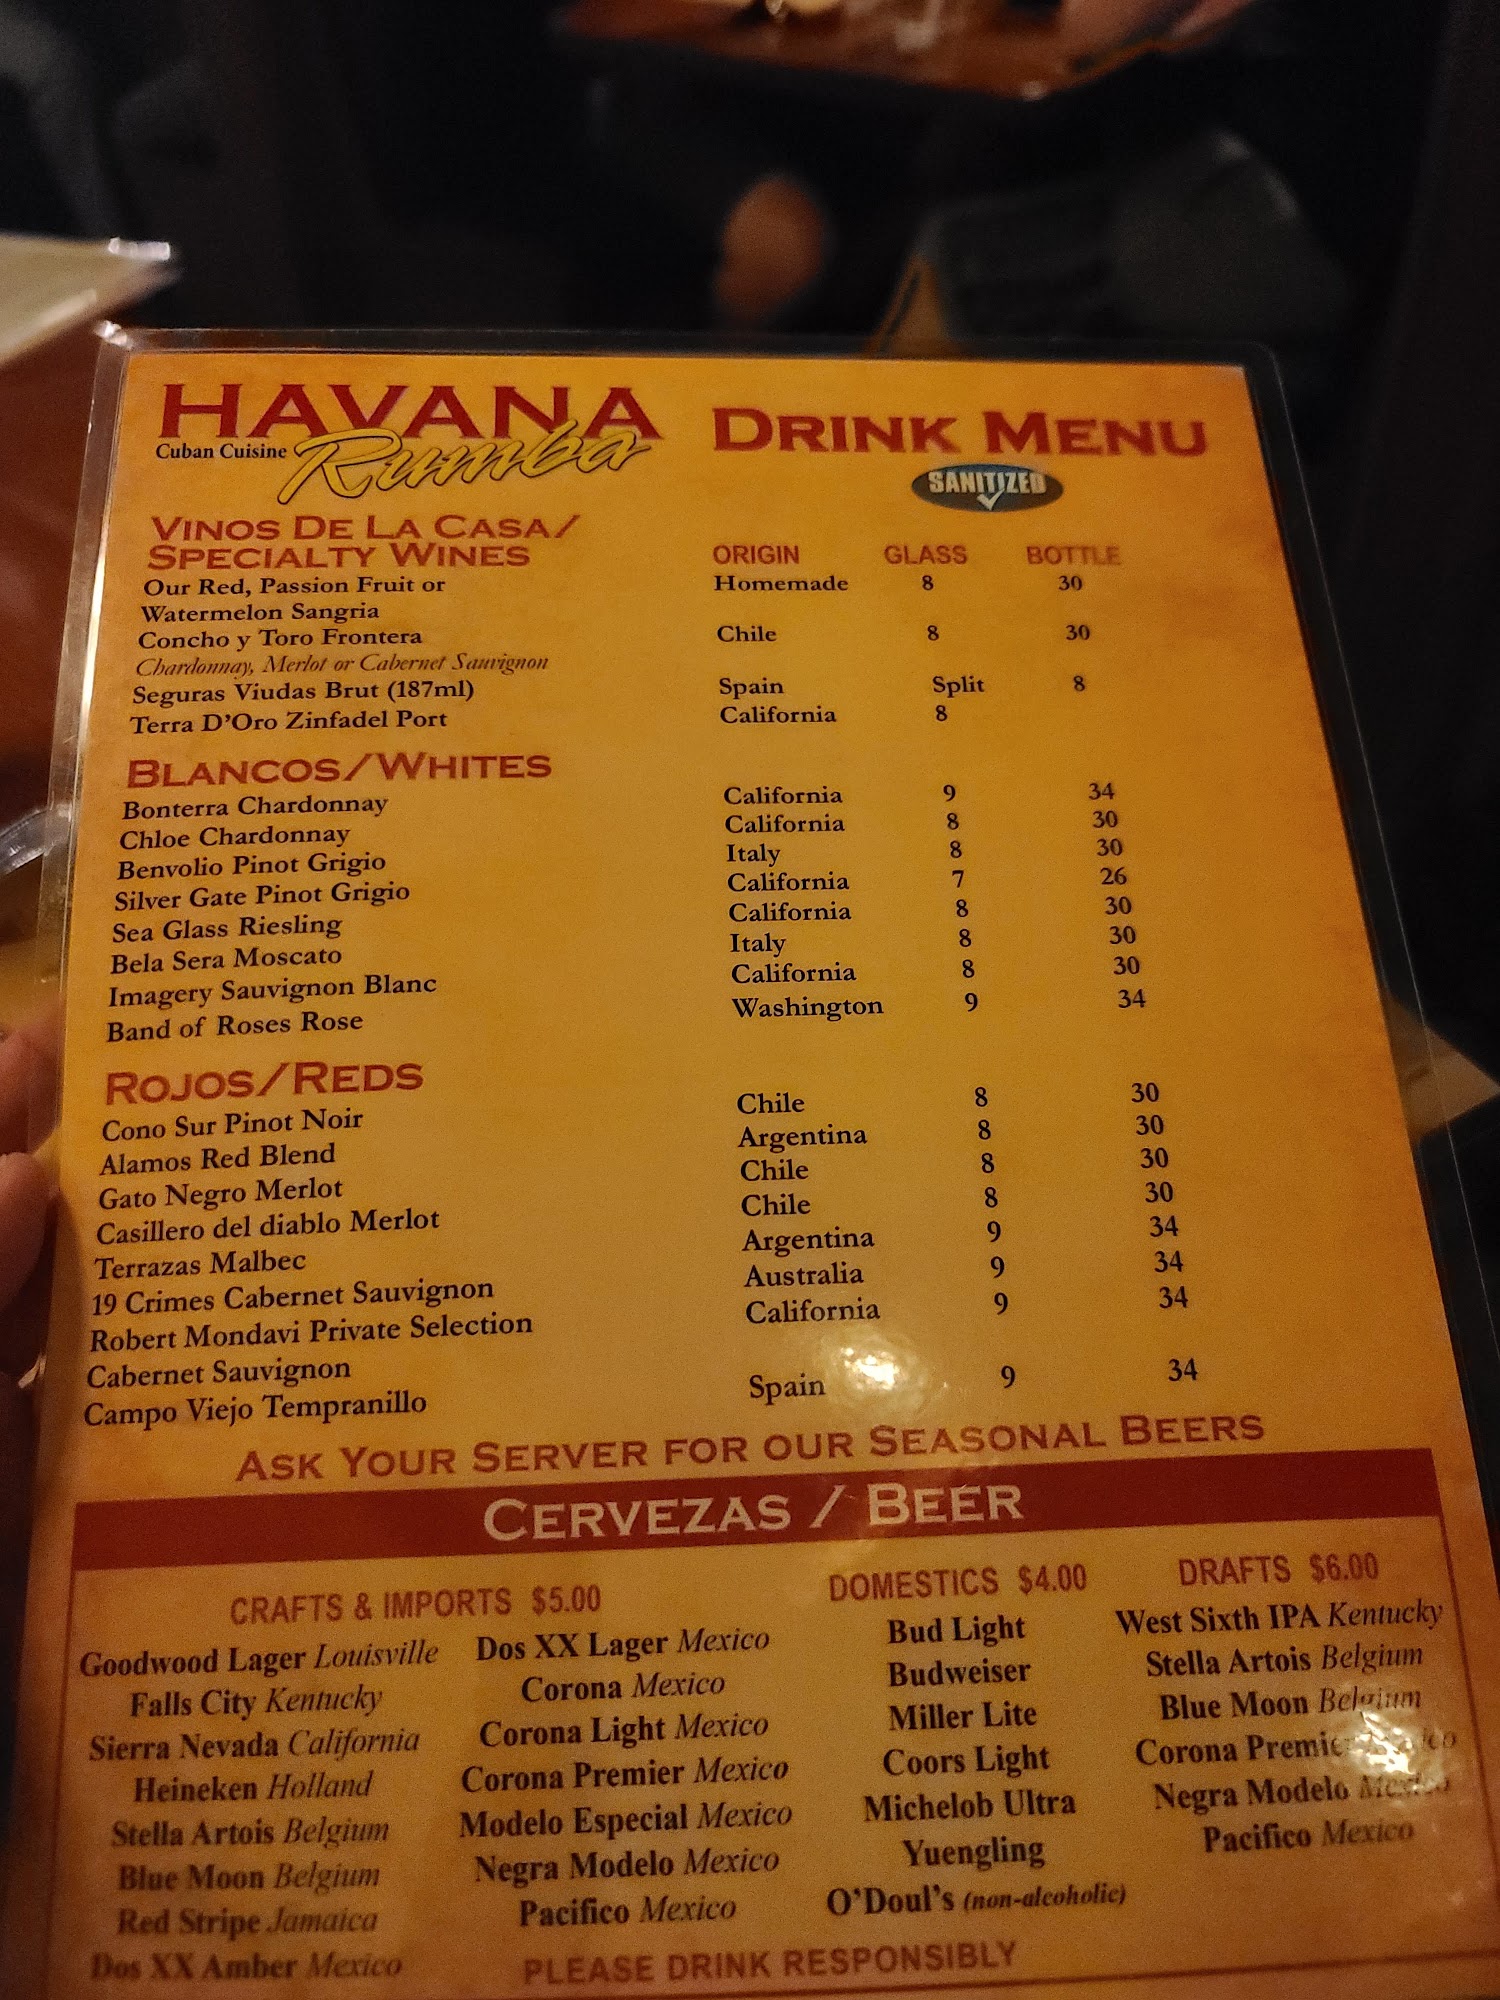 HAVANA
Cuban Cuisine Rumba
DRINK MENU
SANITIZED
VINOS DE LA CASA/
SPECIALTY WINES ORIGIN GLASS BOTTLE
Our Red, Passion Fruit or Homemade 8 30
Watermelon Sangria
Concho y Toro Frontera Chile 8 30
Chardonnay, Merlot or Cabernet Sauvignon
Seguras Viudas Brut (187ml) Spain Split 8
Terra D'Oro Zinfadel Port California 8
BLANCOS/WHITES
Bonterra Chardonnay California 9 34
Chloe Chardonnay California 8 30
Benvolio Pinot Grigio Italy 8 30
Silver Gate Pinot Grigio California 7 26
Sea Glass Riesling California 8 30
Bela Sera Moscato Italy 8 30
Imagery Sauvignon Blanc California 8 30
Band of Roses Rose Washington 9 34
ROJOS/REDS
Cono Sur Pinot Noir Chile 8 30
Alamos Red Blend Argentina 8 30
Gato Negro Merlot Chile 8 30
Casillero del diablo Merlot Chile 8 30
Terrazas Malbec Argentina 9 34
19 Crimes Cabernet Sauvignon Australia 9 34
Robert Mondavi Private Selection California 9 34
Cabernet Sauvignon
Campo Viejo Tempranillo Spain 9 34
ASK YOUR SERVER FOR OUR SEASONAL BEERS
CERVEZAS / BEER
CRAFTS & IMPORTS $5.00
Goodwood Lager Louisville
Falls City Kentucky
Sierra Nevada California
Heineken Holland
Stella Artois Belgium
Blue Moon Belgium
Red Stripe Jamaica
Dos XX Amber Mexico
Dos XX Lager Mexico
Corona Mexico
Corona Light Mexico
Corona Premier Mexico
Modelo Especial Mexico
Negra Modelo Mexico
Pacifico Mexico
DOMESTICS $4.00
Bud Light
Budweiser
Miller Lite
Coors Light
Michelob Ultra
Yuengling
O'Doul's (non-alcoholic)
DRAFTS $6.00
West Sixth IPA Kentucky
Stella Artois Belgium
Blue Moon Belgium
Corona Premier Mexico
Negra Modelo Mexico
Pacifico Mexico
PLEASE DRINK RESPONSIBLY